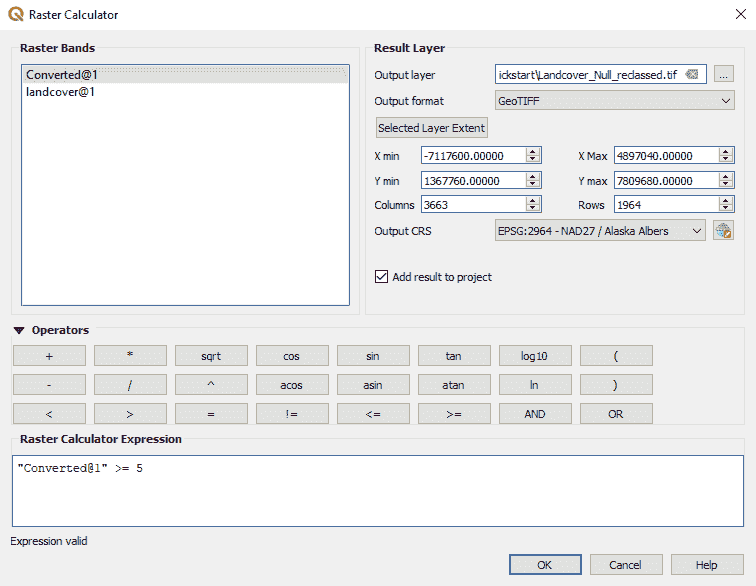 Raster Calculator
Raster Bands
Converted@1
landcover@1
Result Layer
Output layer ickstart\Landcover_Null_reclassed.tif ...
Output format GeoTIFF
Selected Layer Extent
X min -7117600.00000 X Max 4897040.00000
Y min 1367760.00000 Y max 7809680.00000
Columns 3663 Rows 1964
Output CRS EPSG:2964 - NAD27 / Alaska Albers
Add result to project
Operators
+ * sqrt cos sin tan log10 (
- / ^ acos asin atan ln )
< > = != <= >= AND OR
Raster Calculator Expression
"Converted@1" >= 5
Expression valid
OK Cancel Help